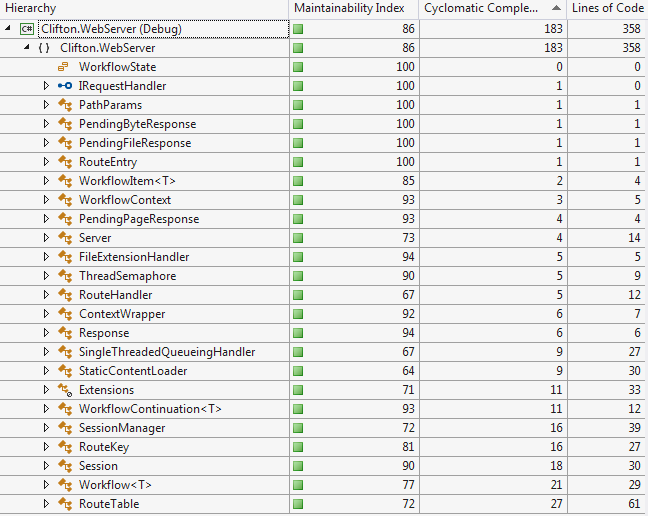 Hierarchy Maintainability Index Cyclomatic Comple... Lines of Code
C# Clifton.WebServer (Debug) 86 183 358
{ } Clifton.WebServer 86 183 358
WorkflowState 100 0 0
IRequestHandler 100 1 0
PathParams 100 1 1
PendingByteResponse 100 1 1
PendingFileResponse 100 1 1
RouteEntry 100 1 1
WorkflowItem<T> 85 2 4
WorkflowContext 93 3 5
PendingPageResponse 93 4 4
Server 73 4 14
FileExtensionHandler 94 5 5
ThreadSemaphore 90 5 9
RouteHandler 67 5 12
ContextWrapper 92 6 7
Response 94 6 6
SingleThreadedQueueingHandler 67 9 27
StaticContentLoader 64 9 30
Extensions 71 11 33
WorkflowContinuation<T> 93 11 12
SessionManager 72 16 39
RouteKey 81 16 27
Session 90 18 30
Workflow<T> 77 21 29
RouteTable 72 27 61